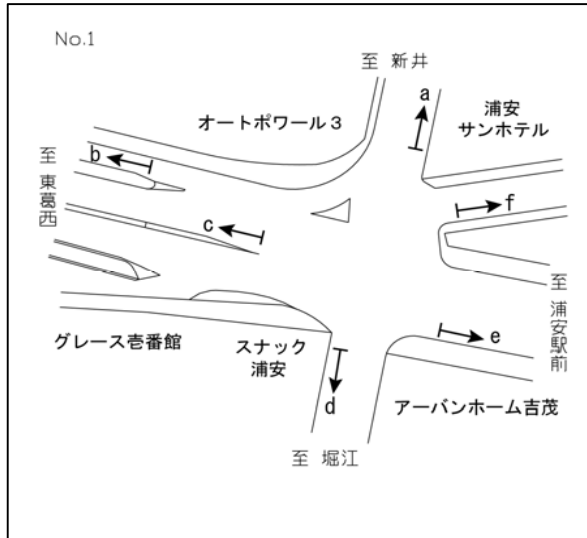 No.1
至 新井
a
浦安
サンホテル
オートポワール３
b
至 東葛西
f
c
至 浦安駅前
グレース壱番館
スナック
浦安
e
d
アーバンホーム吉茂
至 堀江